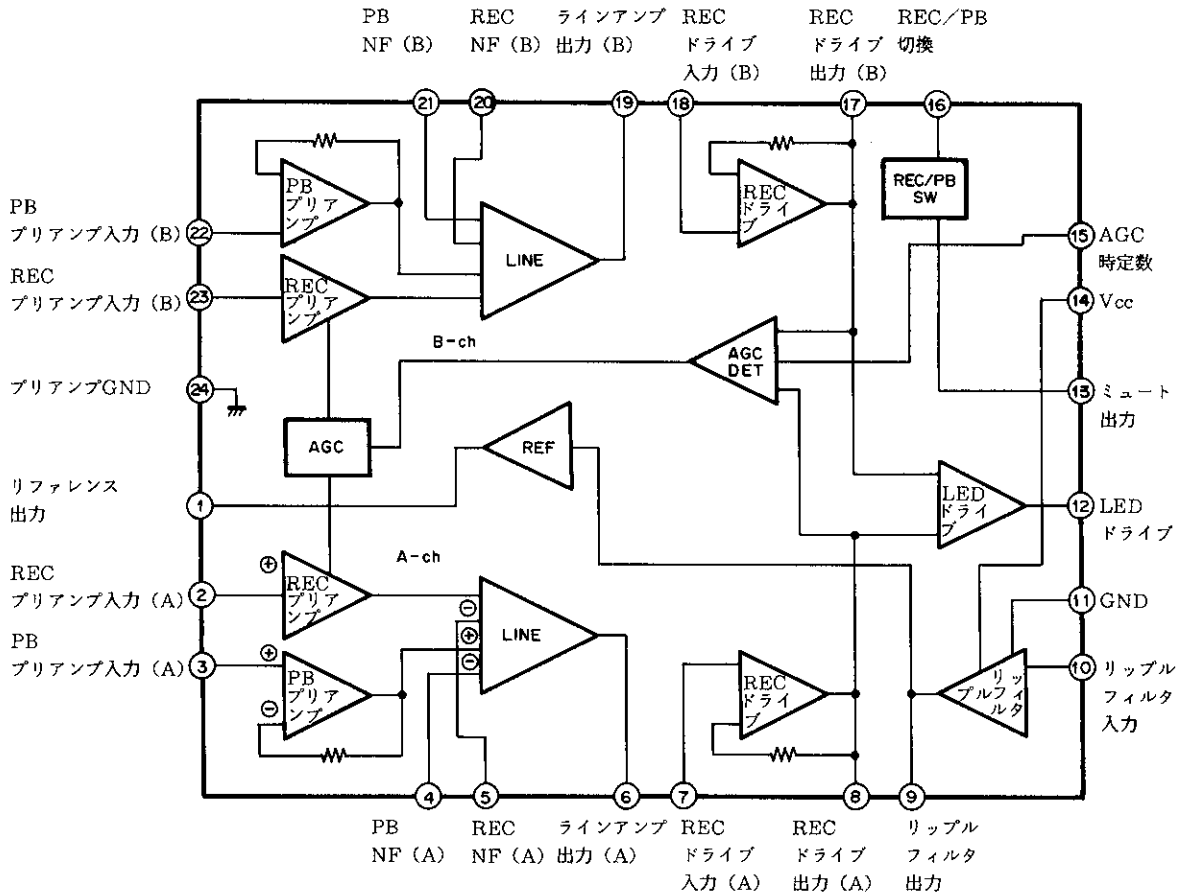 PB
NF (B)
REC
NF (B)
ラインアンプ
出力 (B)
REC
ドライブ
入力 (B)
REC
ドライブ
出力 (B)
REC/PB
切換
21
20
19
18
17
16
PB
プリアンプ
REC
ドライブ
REC/PB
SW
PB
プリアンプ入力 (B)
22
LINE
15
AGC
時定数
REC
プリアンプ入力 (B)
23
REC
プリアンプ
14
Vcc
B-ch
AGC
DET
プリアンプGND
24
13
ミュート
出力
AGC
REF
リファレンス
出力
1
LED
ドライブ
12
LED
ドライブ
A-ch
REC
プリアンプ入力 (A)
2
⊕
REC
プリアンプ
11
GND
⊖
⊕
⊖
LINE
PB
プリアンプ入力 (A)
3
⊕
⊖
PB
プリアンプ
REC
ドライブ
リップルフィルタ
10
リップル
フィルタ
入力
4
5
6
7
8
9
PB
NF (A)
REC
NF (A)
ラインアンプ
出力 (A)
REC
ドライブ
入力 (A)
REC
ドライブ
出力 (A)
リップル
フィルタ
出力